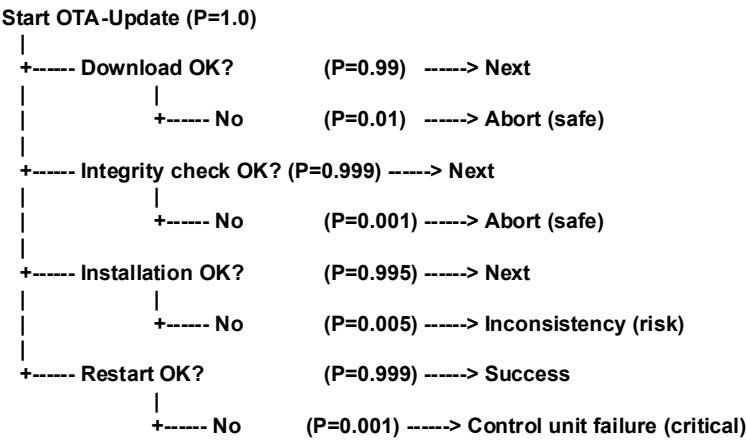 Start OTA-Update (P=1.0)
|
+------ Download OK? (P=0.99) ------> Next
| |
| +------ No (P=0.01) ------> Abort (safe)
|
+------ Integrity check OK? (P=0.999) ------> Next
| |
| +------ No (P=0.001) ------> Abort (safe)
|
+------ Installation OK? (P=0.995) ------> Next
| |
| +------ No (P=0.005) ------> Inconsistency (risk)
|
+------ Restart OK? (P=0.999) ------> Success
|
+------ No (P=0.001) ------> Control unit failure (critical)